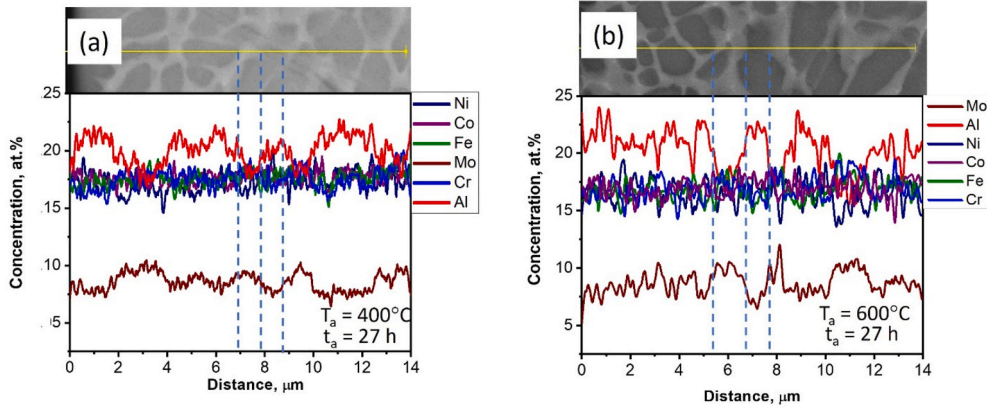 (a)
25
20
15
10
5
0 2 4 6 8 10 12 14
Concentration, at.%
Distance, μm
Ni
Co
Fe
Mo
Cr
Al
Tₐ = 400°C
tₐ = 27 h
(b)
25
20
15
10
5
0
0 2 4 6 8 10 12 14
Concentration, at.%
Distance, μm
Mo
Al
Ni
Co
Fe
Cr
Tₐ = 600°C
tₐ = 27 h